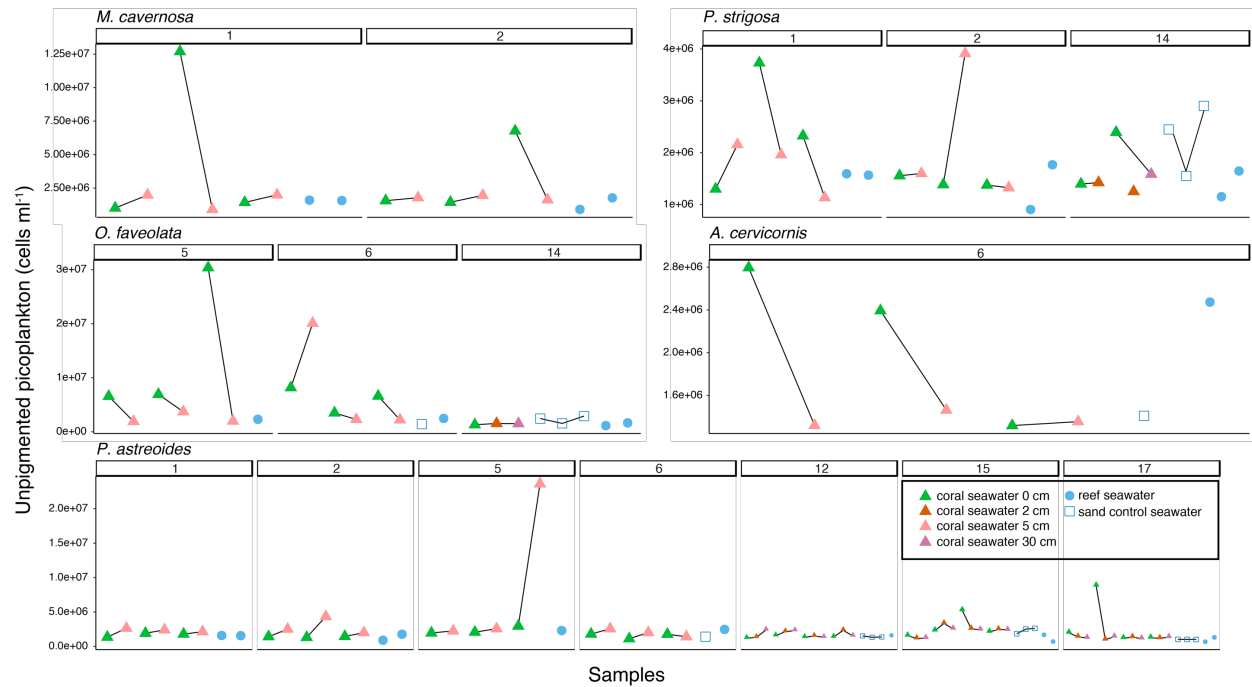 M. cavernosa
P. strigosa
1 2
1 2 14
1.25e+07
1.00e+07
7.50e+06
5.00e+06
2.50e+06
4e+06
3e+06
2e+06
1e+06
Unpigmented picoplankton (cells ml-1)
O. faveolata
A. cervicornis
5 6 14
6
3e+07
2e+07
1e+07
0e+00
2.8e+06
2.4e+06
2.0e+06
1.6e+06
P. astreoides
1 2 5 6 12 15 17
2.0e+07
1.5e+07
1.0e+07
5.0e+06
0.0e+00
coral seawater 0 cm
coral seawater 2 cm
coral seawater 5 cm
coral seawater 30 cm
reef seawater
sand control seawater
Samples